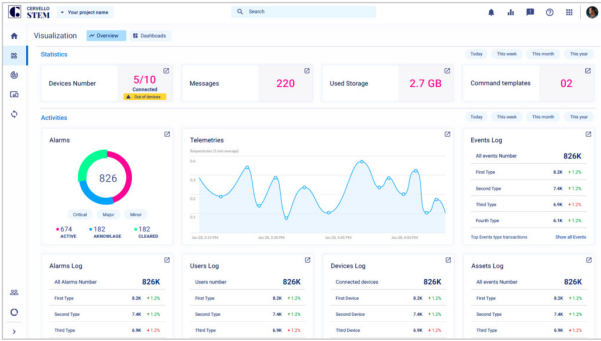 CERVELLO
STEM
Your project name
Search
Visualization
Overview
Dashboards
Statistics
Today
This week
This month
This year
Devices Number
5/10
Connected
Out of devices
Messages
220
Used Storage
2.7 GB
Command templates
02
Activities
Today
This week
This month
This year
Alarms
826
Critical
Major
Minor
674
ACTIVE
182
AKNOWLAGE
182
CLEARED
Telemetries
Events Log
All events Number 826K
First Type 8.2K 1.2%
Second Type 7.4K 1.2%
Third Type 6.9K 1.2%
Fourth Type 6.1K 1.2%
Top Events type transactions Show all Events
Alarms Log
All Alarms Number 826K
First Type 8.2K 1.2%
Second Type 7.4K 1.2%
Third Type 6.9K 1.2%
Users Log
Users number 826K
First Type 8.2K 1.2%
Second Type 7.4K 1.2%
Third Type 6.9K 1.2%
Devices Log
Connected devices 826K
First Device 8.2K 1.2%
Second Device 7.4K 1.2%
Third Device 6.9K 1.2%
Assets Log
All events Number 826K
First Type 8.2K 1.2%
Second Type 7.4K 1.2%
Third Type 6.9K 1.2%